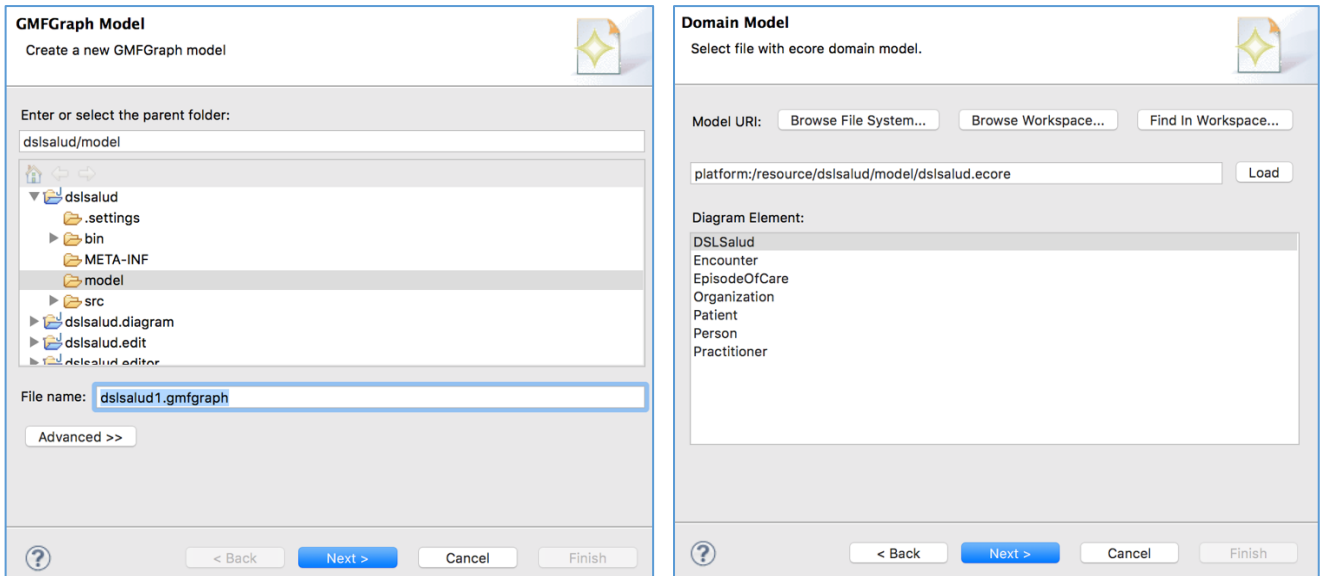 GMFGraph Model
Create a new GMFGraph model
Enter or select the parent folder:
dslsalud/model
dslsalud
.settings
bin
META-INF
model
src
dslsalud.diagram
dslsalud.edit
dslsalud.editor
File name: dslsalud1.gmfgraph
Advanced >>
? < Back Next > Cancel Finish
Domain Model
Select file with ecore domain model.
Model URI: Browse File System... Browse Workspace... Find In Workspace...
platform:/resource/dslsalud/model/dslsalud.ecore Load
Diagram Element:
DSLSalud
Encounter
EpisodeOfCare
Organization
Patient
Person
Practitioner
? < Back Next > Cancel Finish